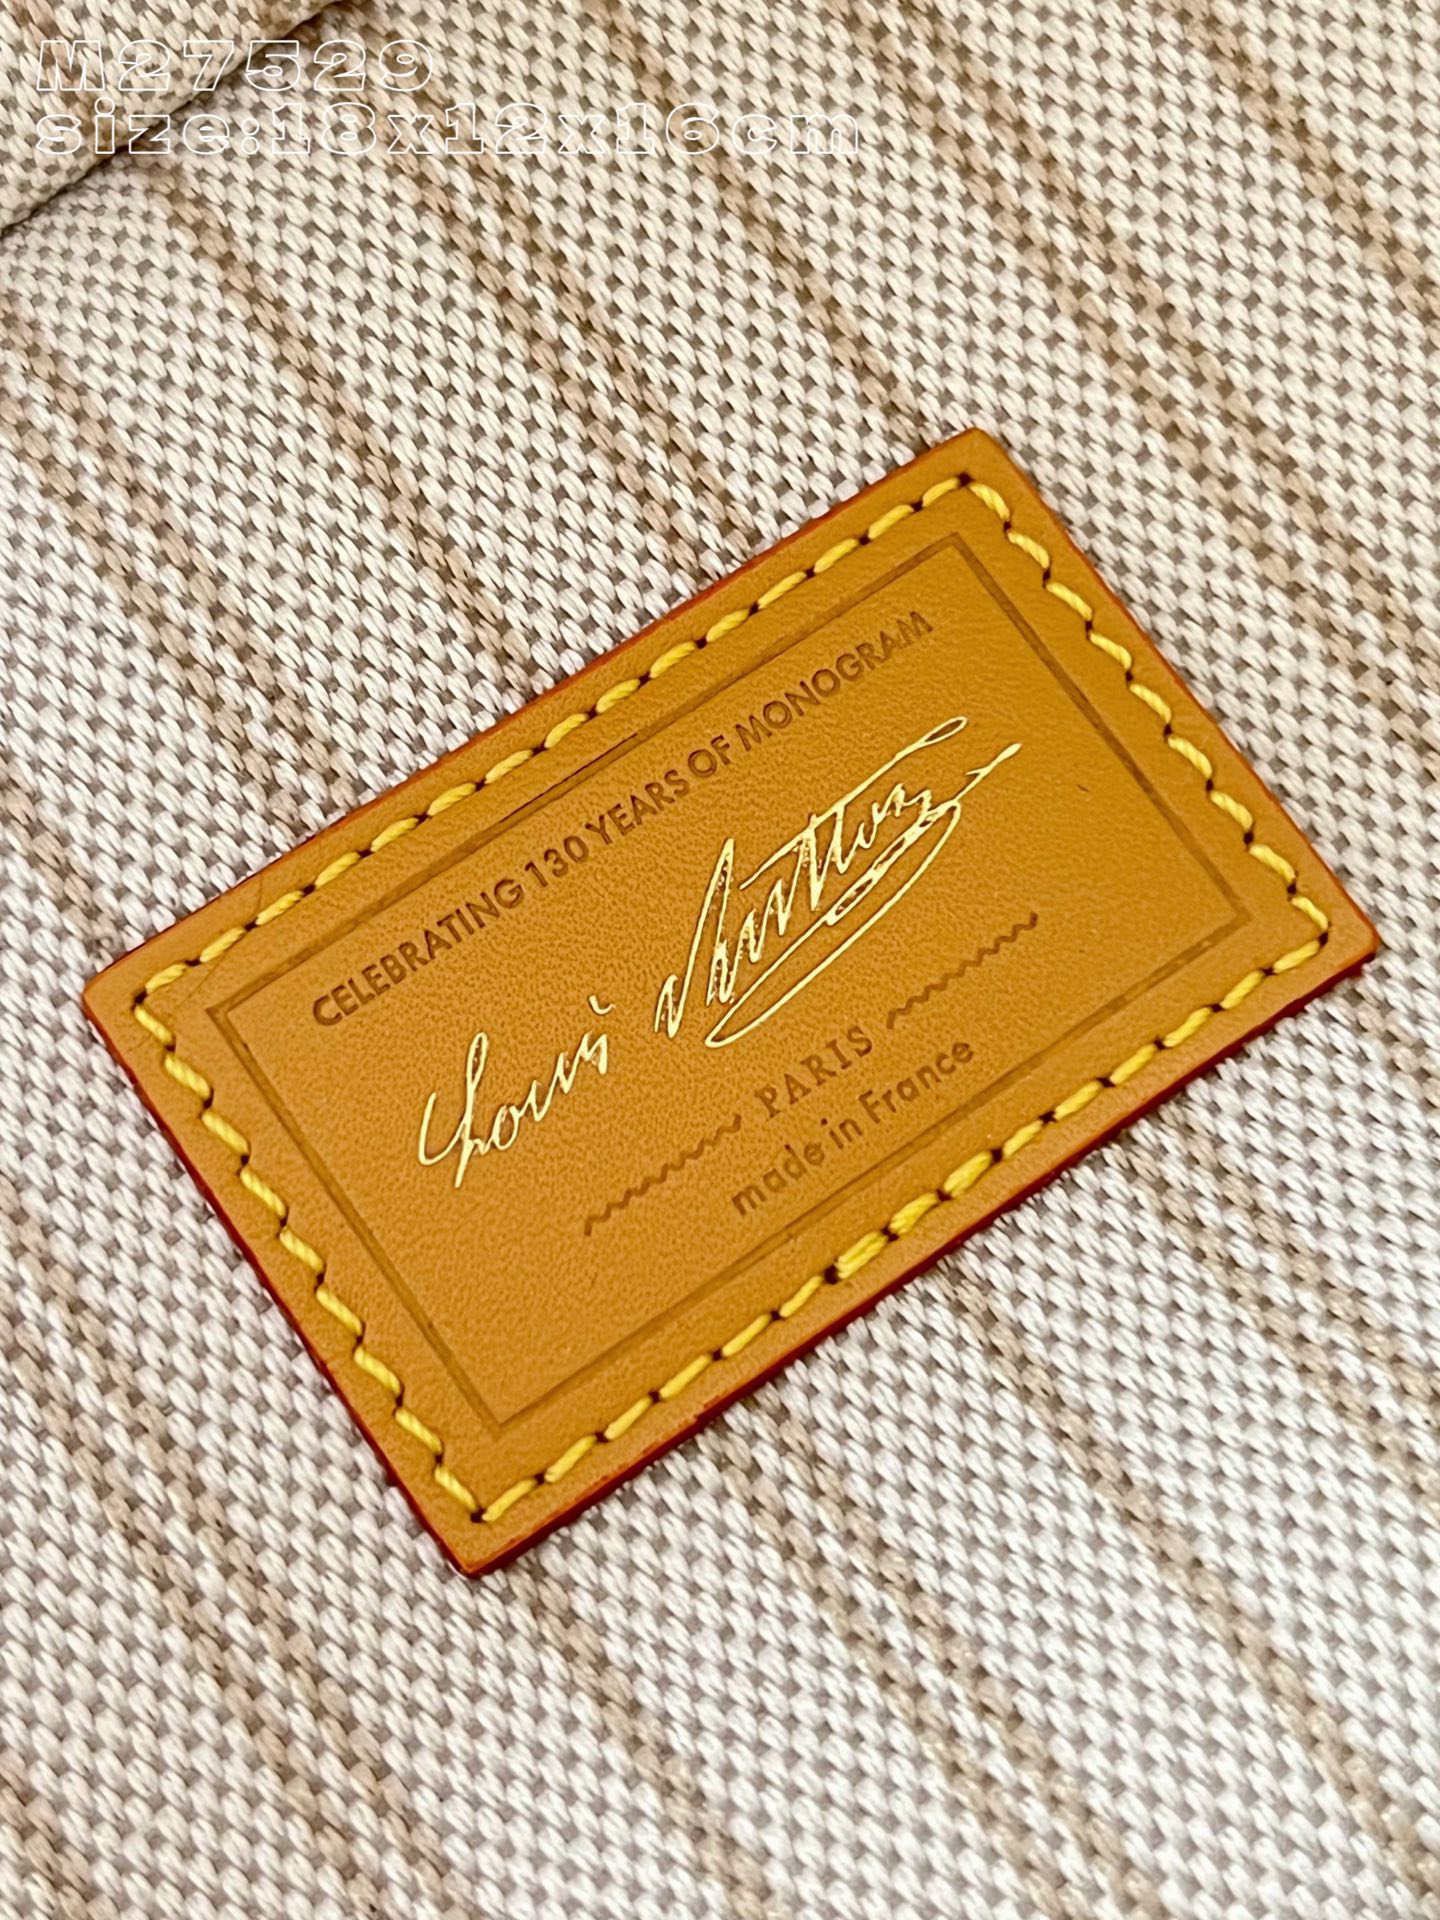 M27529
size:18x12x16cm
CELEBRATING 130 YEARS OF MONOGRAM
Louis Vuitton
PARIS
made in France